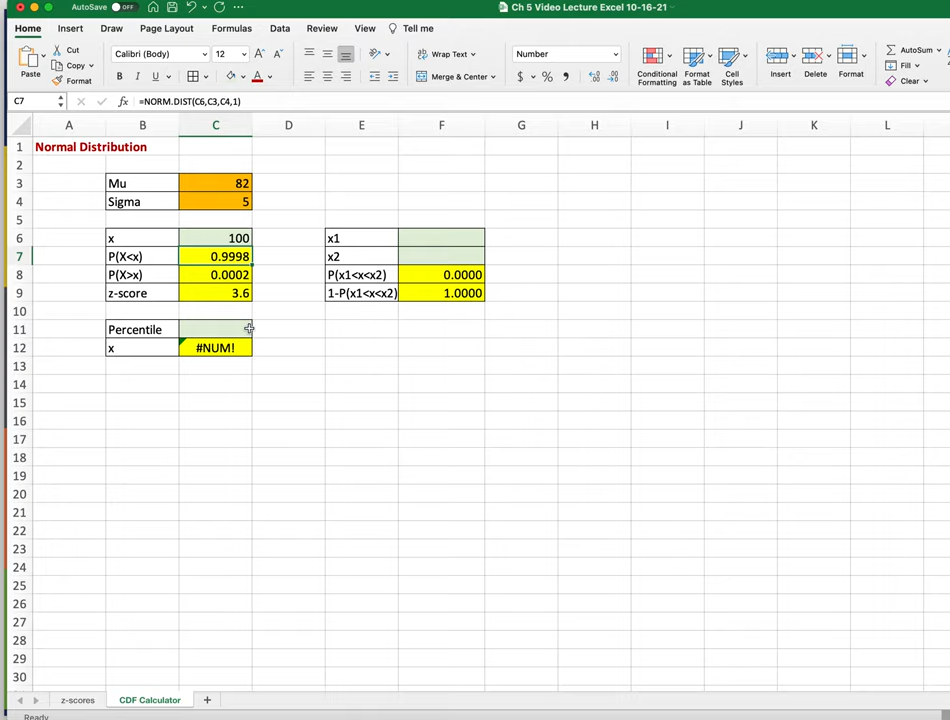 AutoSave OFF
Ch 5 Video Lecture Excel 10-16-21
Home Insert Draw Page Layout Formulas Data Review View Tell me
Paste
Cut
Copy
Format
Calibri (Body) 12 A A
B I U A
Wrap Text
Merge & Center
Number
$ % ,
Conditional Formatting
Format as Table
Cell Styles
Insert Delete Format
AutoSum
Fill
Clear
C7 fx =NORM.DIST(C6,C3,C4,1)
A B C D E F G H I J K L
1 Normal Distribution
2
3 Mu 82
4 Sigma 5
5
6 x 100 x1
7 P(X<x) 0.9998 x2
8 P(X>x) 0.0002 P(x1<x<x2) 0.0000
9 z-score 3.6 1-P(x1<x<x2) 1.0000
10
11 Percentile
12 x #NUM!
13
14
15
16
17
18
19
20
21
22
23
24
25
26
27
28
29
30
z-scores CDF Calculator +
Ready